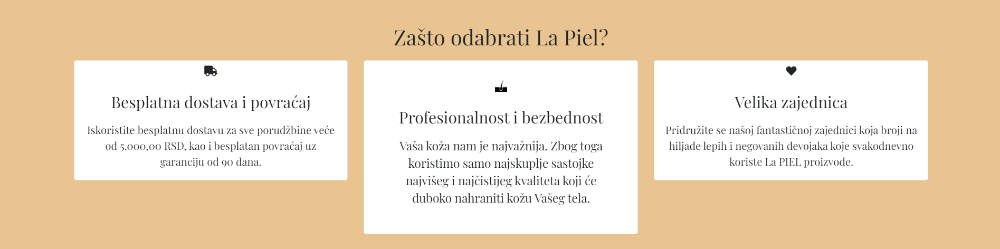 Zašto odabrati La Piel?
Besplatna dostava i povraćaj
Iskoristite besplatnu dostavu za sve porudžbine veće
od 5.000,00 RSD, kao i besplatan povraćaj uz
garanciju od 90 dana.
Profesionalnost i bezbednost
Vaša koža nam je najvažnija. Zbog toga
koristimo samo najskuplje sastojke
najvišeg i najčistijeg kvaliteta koji će
duboko nahraniti kožu Vašeg tela.
Velika zajednica
Pridružite se našoj fantastičnoj zajednici koja broji na
hiljade lepih i negovanih devojaka koje svakodnevno
koriste La PIEL proizvode.